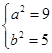 a² = 9
b² = 5